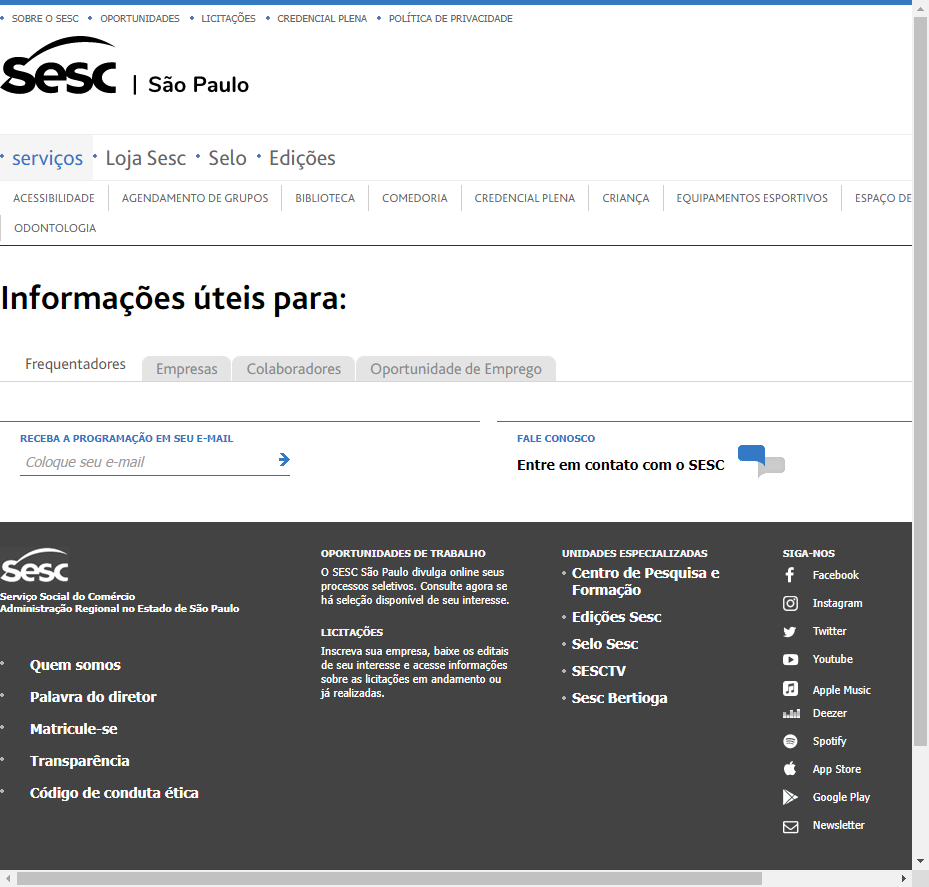 SOBRE O SESC OPORTUNIDADES LICITAÇÕES CREDENCIAL PLENA POLÍTICA DE PRIVACIDADE
Sesc | São Paulo
serviços Loja Sesc Selo Edições
ACESSIBILIDADE AGENDAMENTO DE GRUPOS BIBLIOTECA COMEDORIA CREDENCIAL PLENA CRIANÇA EQUIPAMENTOS ESPORTIVOS ESPAÇO DE
ODONTOLOGIA
Informações úteis para:
Frequentadores Empresas Colaboradores Oportunidade de Emprego
RECEBA A PROGRAMAÇÃO EM SEU E-MAIL
Coloque seu e-mail
FALE CONOSCO
Entre em contato com o SESC
Sesc
Serviço Social do Comércio
Administração Regional no Estado de São Paulo
Quem somos
Palavra do diretor
Matricule-se
Transparência
Código de conduta ética
OPORTUNIDADES DE TRABALHO
O SESC São Paulo divulga online seus
processos seletivos. Consulte agora se
há seleção disponível de seu interesse.
LICITAÇÕES
Inscreva sua empresa, baixe os editais
de seu interesse e acesse informações
sobre as licitações em andamento ou
já realizadas.
UNIDADES ESPECIALIZADAS
Centro de Pesquisa e
Formação
Edições Sesc
Selo Sesc
SESCTV
Sesc Bertioga
SIGA-NOS
Facebook
Instagram
Twitter
Youtube
Apple Music
Deezer
Spotify
App Store
Google Play
Newsletter